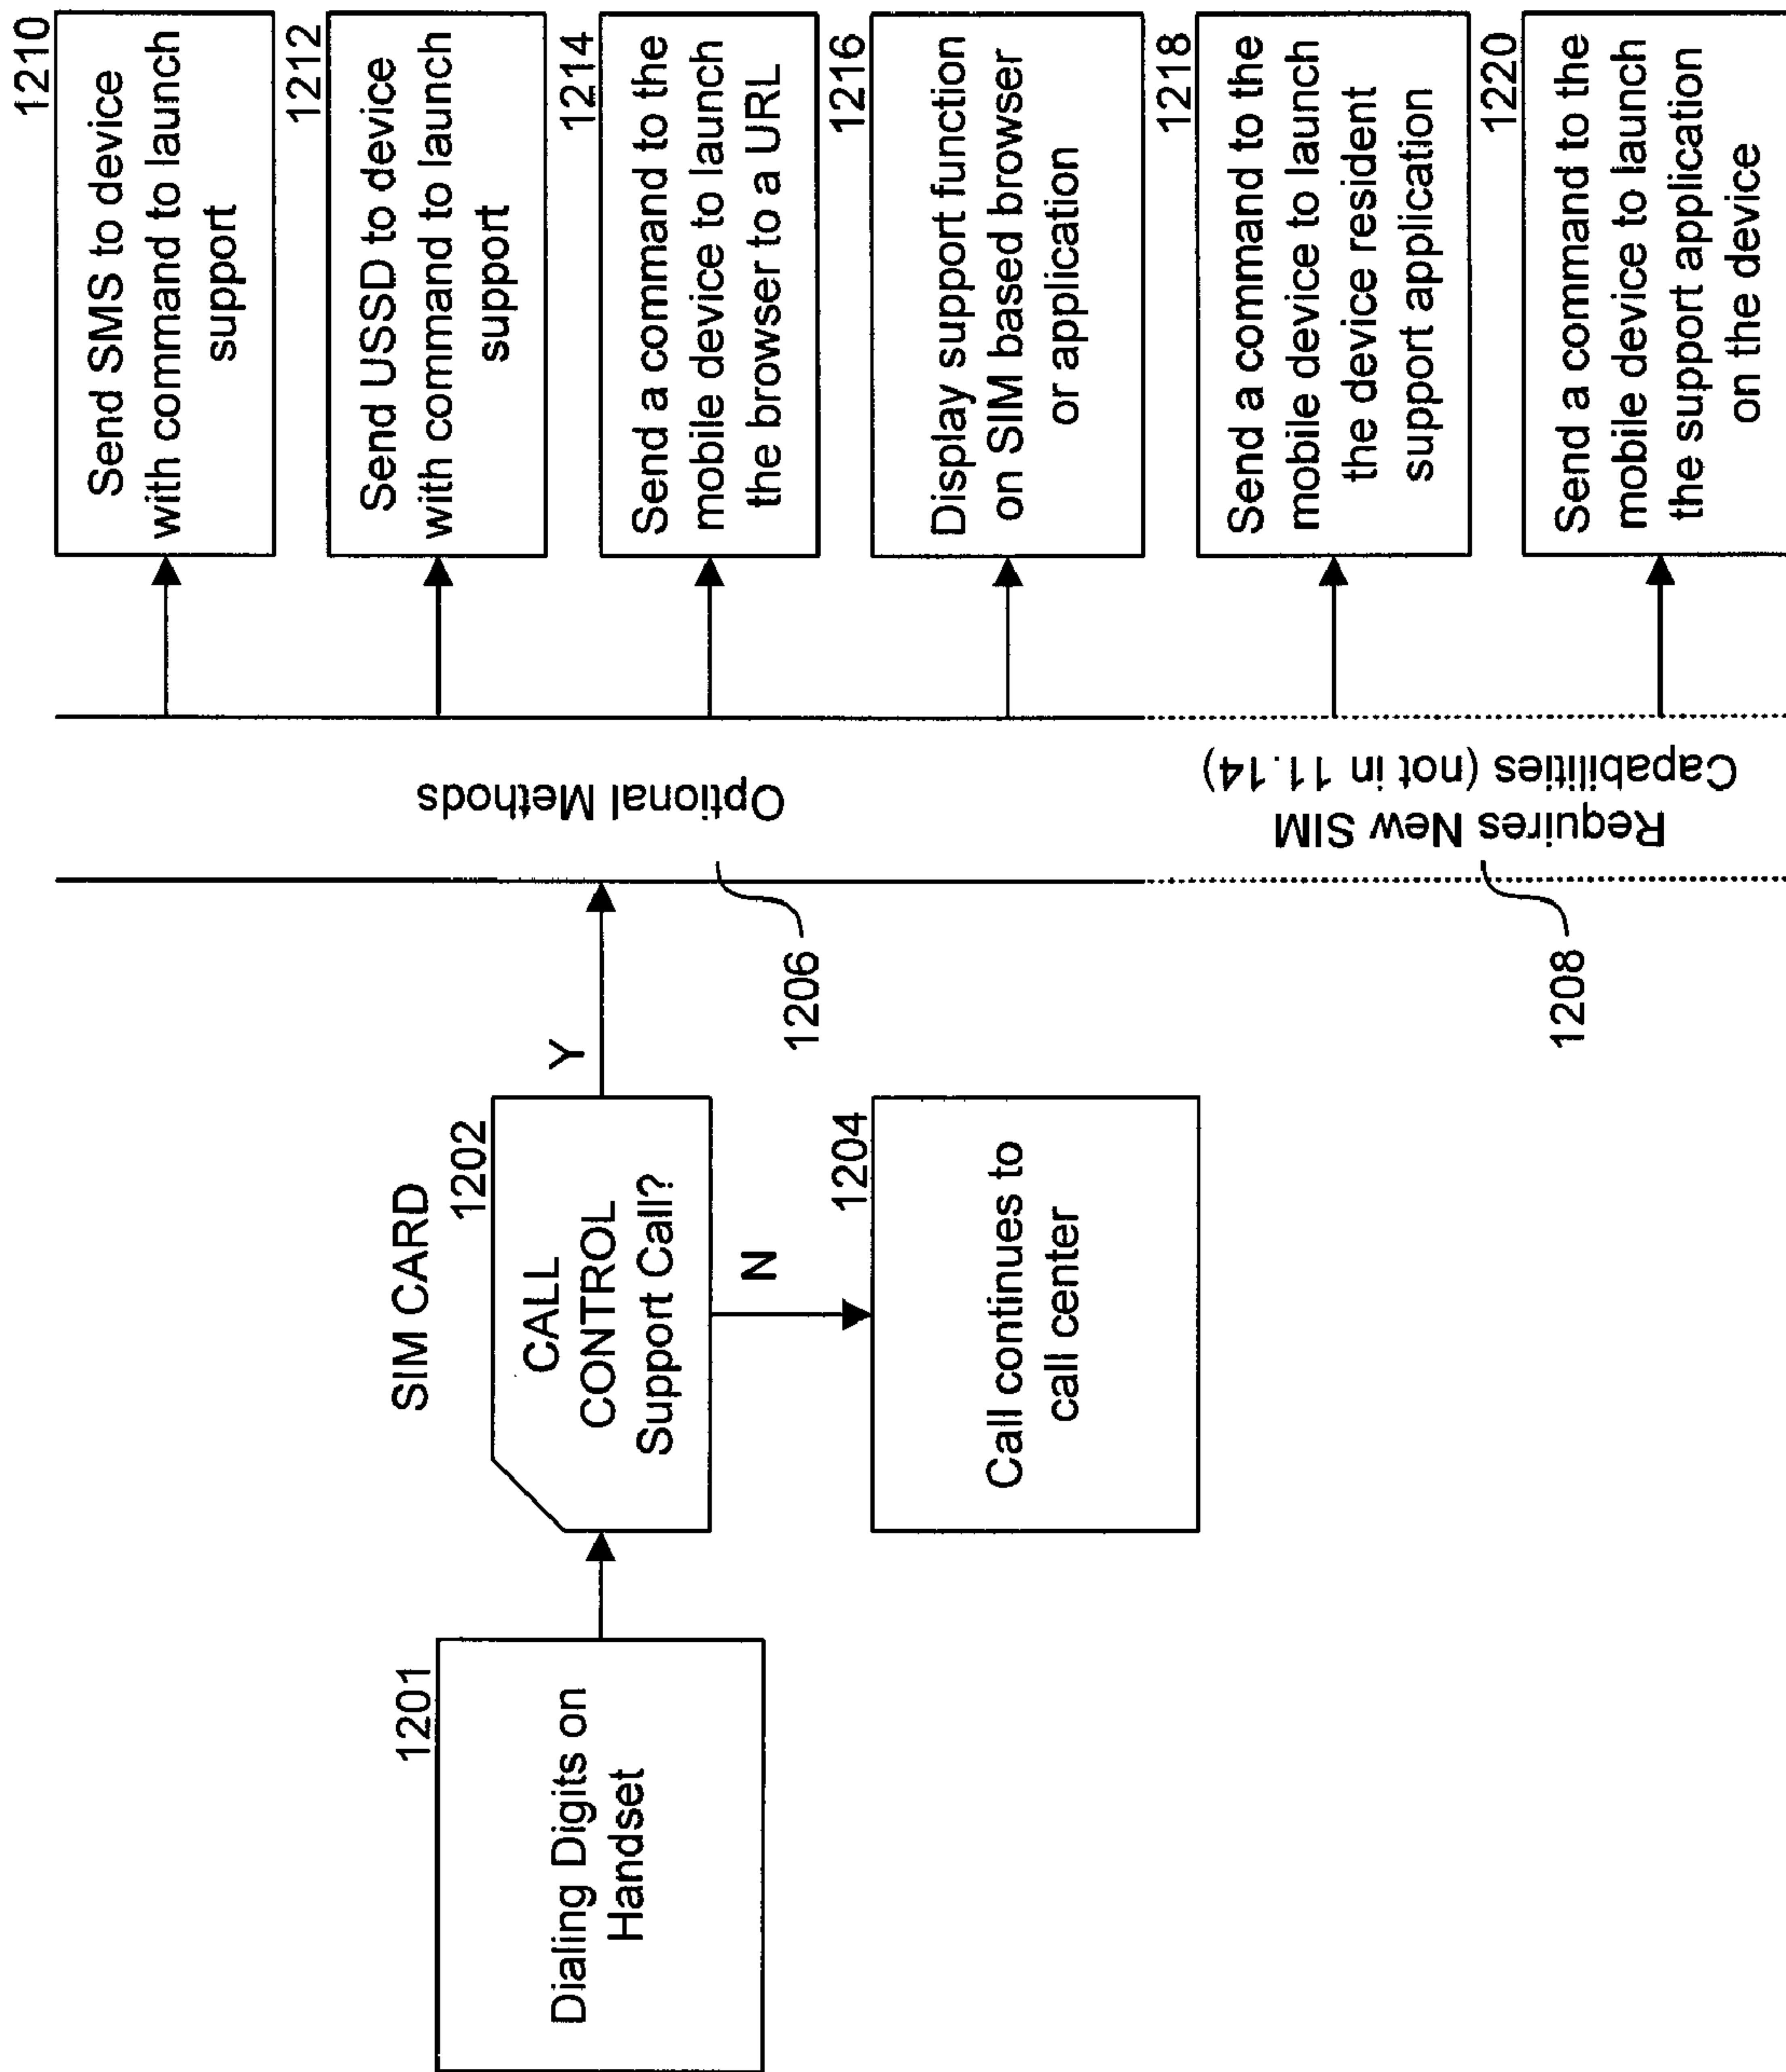 1201
Dialing Digits on
Handset
SIM CARD
1202
CALL
CONTROL
Support Call?
Y
N
1204
Call continues to
call center
1206
Optional Methods
1208
Requires New SIM
Capabilities (not in 11.14)
1210
Send SMS to device
with command to launch
support
1212
Send USSD to device
with command to launch
support
1214
Send a command to the
mobile device to launch
the browser to a URL
1216
Display support function
on SIM based browser
or application
1218
Send a command to the
mobile device to launch
the device resident
support application
1220
Send a command to the
mobile device to launch
the support application
on the device